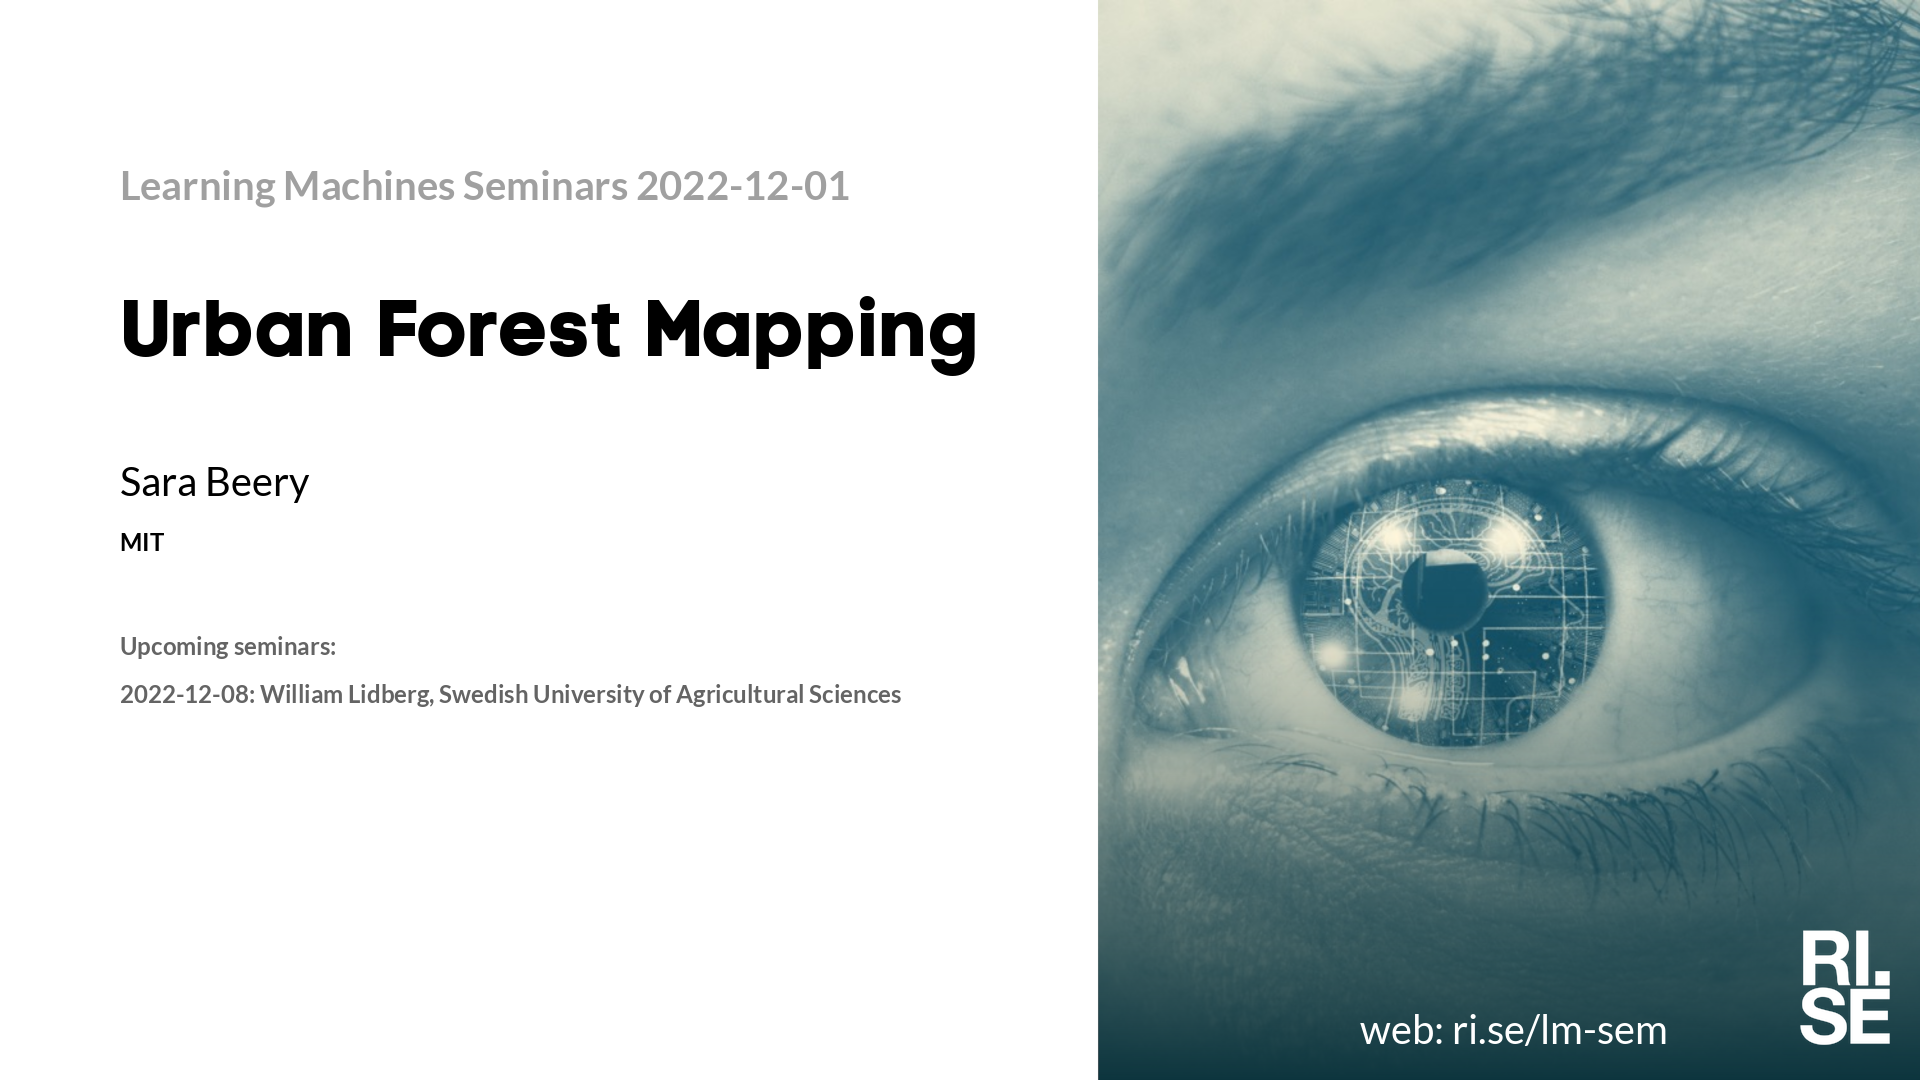 Learning Machines Seminars 2022-12-01
Urban Forest Mapping
Sara Beery
MIT
Upcoming seminars:
2022-12-08: William Lidberg, Swedish University of Agricultural Sciences
web: ri.se/lm-sem
RI.
SE